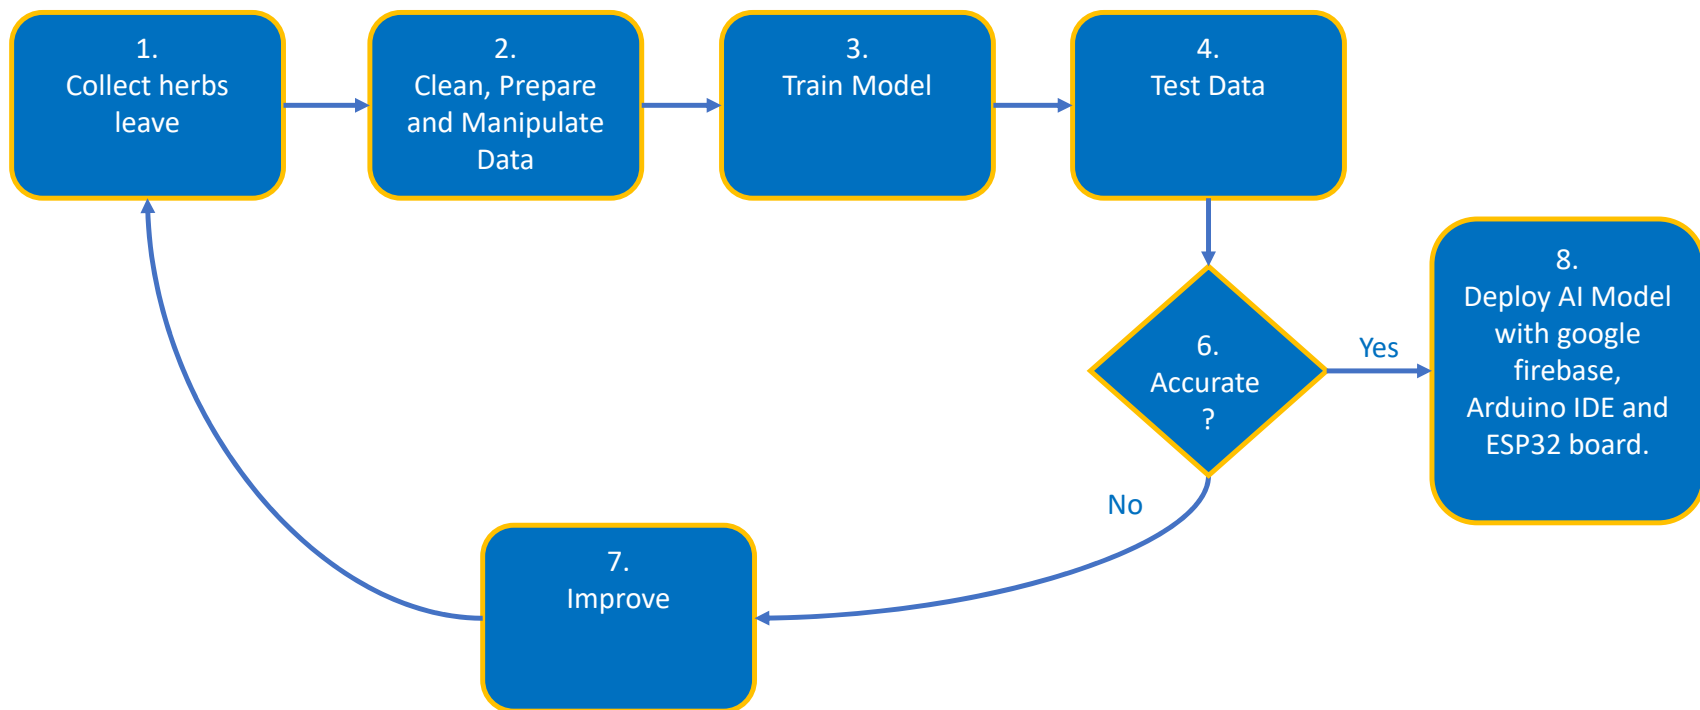 1.
Collect herbs
leave
2.
Clean, Prepare
and Manipulate
Data
3.
Train Model
4.
Test Data
6.
Accurate
?
Yes
8.
Deploy AI Model
with google
firebase,
Arduino IDE and
ESP32 board.
No
7.
Improve